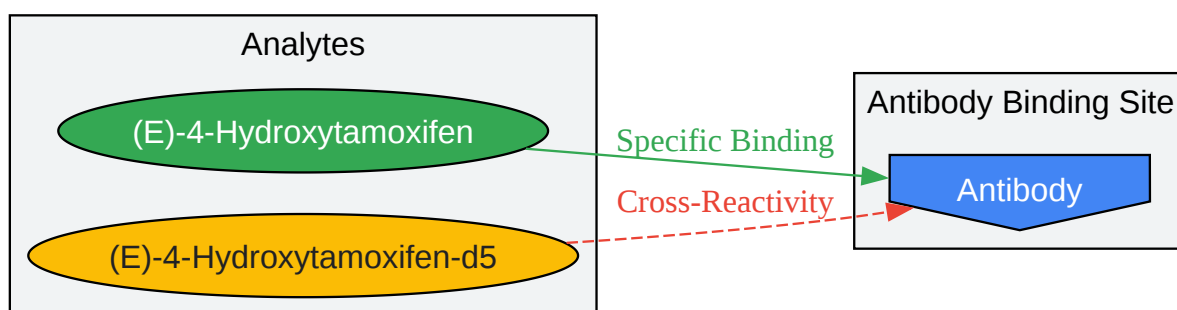 Analytes
(E)-4-Hydroxytamoxifen
(E)-4-Hydroxytamoxifen-d5
Specific Binding
Cross-Reactivity
Antibody Binding Site
Antibody